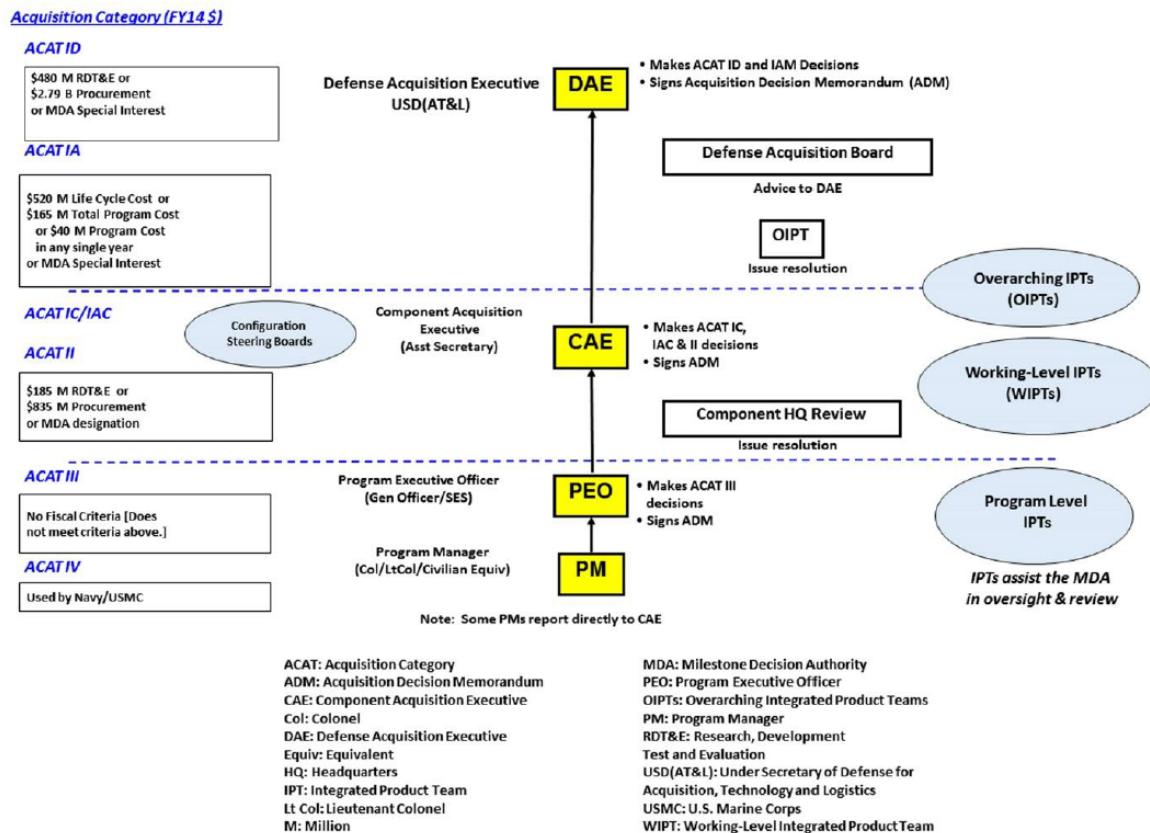 Acquisition Category (FY14 $)
ACAT ID
$480 M RDT&E or
$2.79 B Procurement
or MDA Special Interest
ACAT IA
$520 M Life Cycle Cost or
$165 M Total Program Cost
or $40 M Program Cost
in any single year
or MDA Special Interest
ACAT IC/IAC
ACAT II
$185 M RDT&E or
$835 M Procurement
or MDA designation
ACAT III
No Fiscal Criteria [Does
not meet criteria above.]
ACAT IV
Used by Navy/USMC
Configuration
Steering Boards
Defense Acquisition Executive
USD(AT&L)
DAE
• Makes ACAT ID and IAM Decisions
• Signs Acquisition Decision Memorandum (ADM)
Defense Acquisition Board
Advice to DAE
OIPT
Issue resolution
Overarching IPTs
(OIPTs)
Component Acquisition
Executive
(Asst Secretary)
CAE
• Makes ACAT IC,
IAC & II decisions
• Signs ADM
Working-Level IPTs
(WIPTs)
Component HQ Review
Issue resolution
Program Executive Officer
(Gen Officer/SES)
PEO
• Makes ACAT III
decisions
• Signs ADM
Program Level
IPTs
Program Manager
(Col/LtCol/Civilian Equiv)
PM
IPTs assist the MDA
in oversight & review
Note: Some PMs report directly to CAE
ACAT: Acquisition Category
ADM: Acquisition Decision Memorandum
CAE: Component Acquisition Executive
Col: Colonel
DAE: Defense Acquisition Executive
Equiv: Equivalent
HQ: Headquarters
IPT: Integrated Product Team
Lt Col: Lieutenant Colonel
M: Million
MDA: Milestone Decision Authority
PEO: Program Executive Officer
OIPTs: Overarching Integrated Product Teams
PM: Program Manager
RDT&E: Research, Development
Test and Evaluation
USD(AT&L): Under Secretary of Defense for
Acquisition, Technology and Logistics
USMC: U.S. Marine Corps
WIPT: Working-Level Integrated Product Team